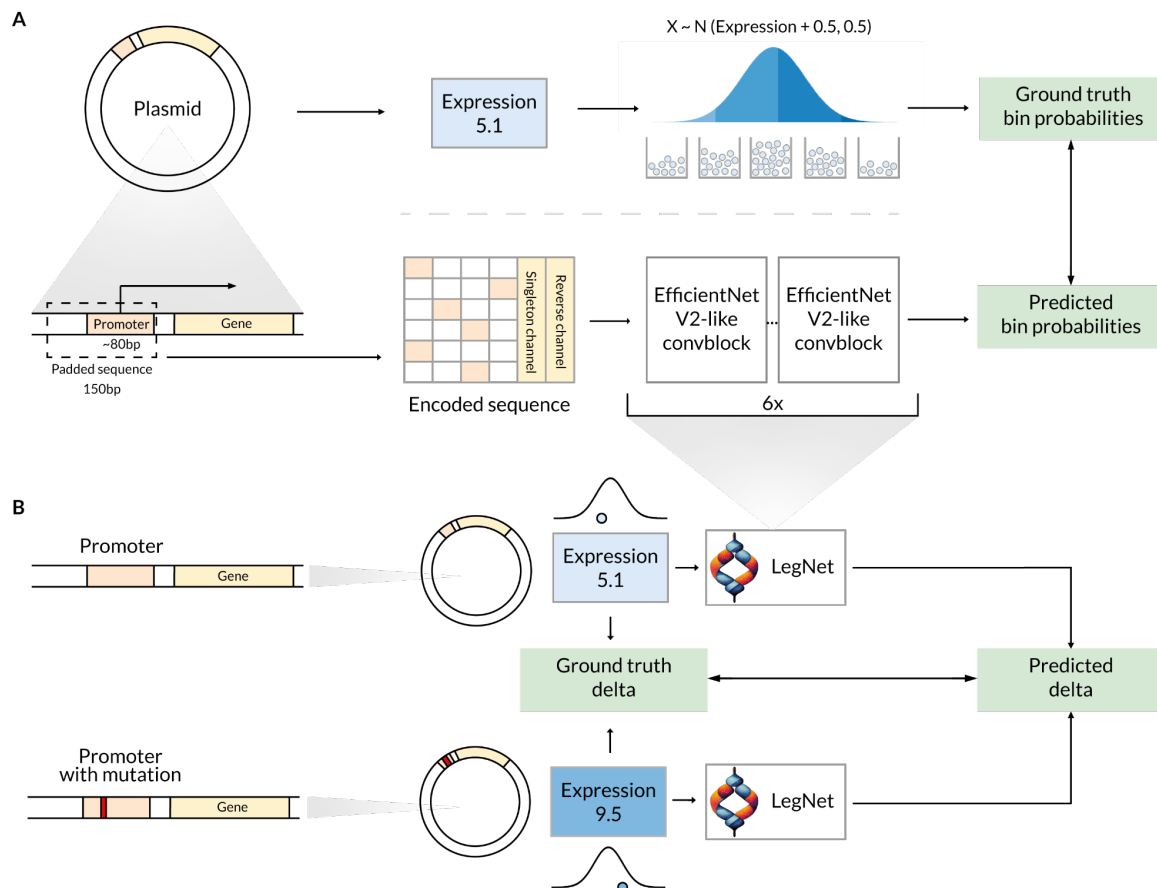 A
X ~ N (Expression + 0.5, 0.5)
Plasmid
Expression
5.1
Ground truth
bin probabilities
Promoter
Gene
~80bp
Padded sequence
150bp
Singleton channel
Reverse channel
Encoded sequence
EfficientNet
V2-like
convblock
...
EfficientNet
V2-like
convblock
6x
Predicted
bin probabilities
B
Promoter
Gene
Expression
5.1
LegNet
Ground truth
delta
Predicted
delta
Promoter
with mutation
Gene
Expression
9.5
LegNet